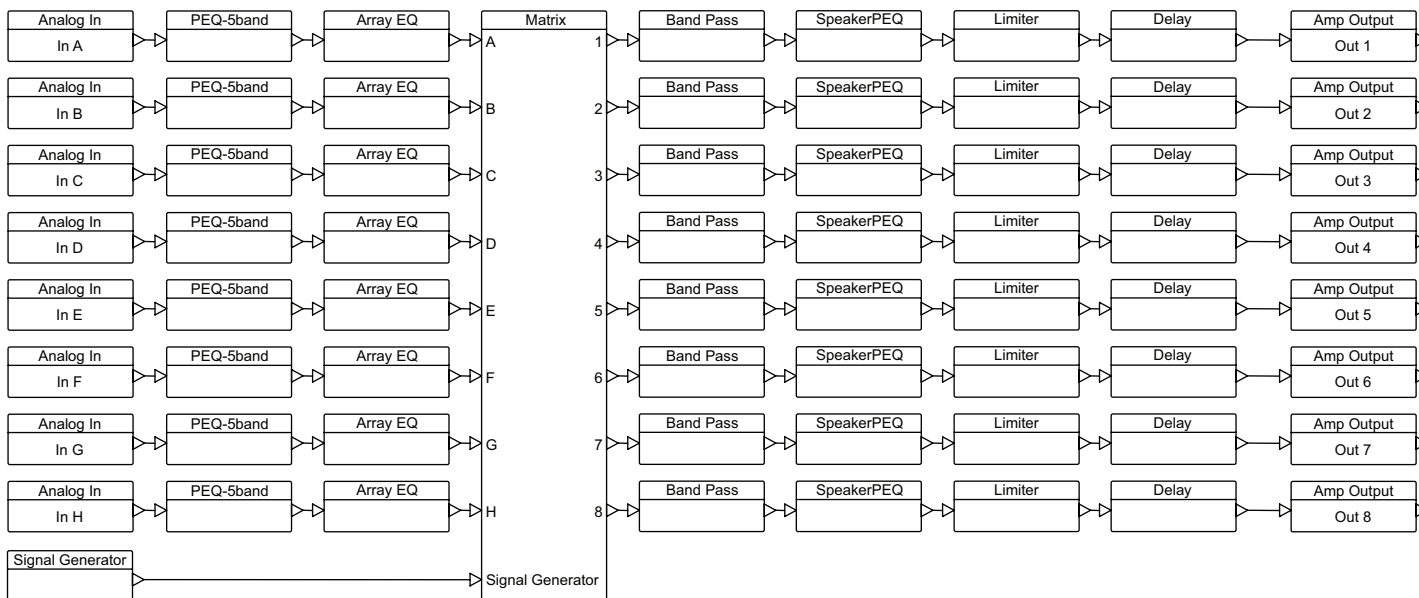 Analog In PEQ-5band Array EQ Matrix Band Pass SpeakerPEQ Limiter Delay Amp Output
In A A 1 Out 1
Analog In PEQ-5band Array EQ Band Pass SpeakerPEQ Limiter Delay Amp Output
In B B 2 Out 2
Analog In PEQ-5band Array EQ Band Pass SpeakerPEQ Limiter Delay Amp Output
In C C 3 Out 3
Analog In PEQ-5band Array EQ Band Pass SpeakerPEQ Limiter Delay Amp Output
In D D 4 Out 4
Analog In PEQ-5band Array EQ Band Pass SpeakerPEQ Limiter Delay Amp Output
In E E 5 Out 5
Analog In PEQ-5band Array EQ Band Pass SpeakerPEQ Limiter Delay Amp Output
In F F 6 Out 6
Analog In PEQ-5band Array EQ Band Pass SpeakerPEQ Limiter Delay Amp Output
In G G 7 Out 7
Analog In PEQ-5band Array EQ Band Pass SpeakerPEQ Limiter Delay Amp Output
In H H 8 Out 8
Signal Generator
Signal Generator